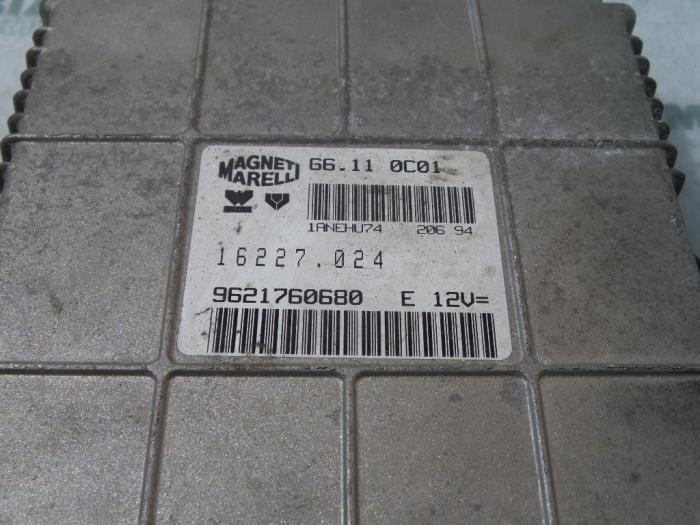 MAGNETI MARELLI
G6.11 0C01
1ANEHU74 206 94
16227.024
9621760680 E 12V=